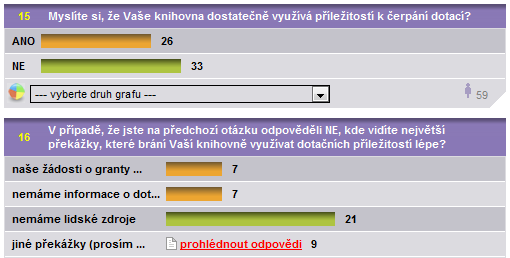 15 Myslíte si, že Vaše knihovna dostatečně využívá příležitosti k čerpání dotací?
ANO 26
NE 33
--- vyberte druh grafu --- 59
16 V případě, že jste na předchozí otázku odpověděli NE, kde vidíte největší
překážky, které brání Vaší knihovně využívat dotačních příležitostí lépe?
naše žádosti o granty ... 7
nemáme informace o dot... 7
nemáme lidské zdroje 21
jiné překážky (prosím ... prohlédnout odpovědi 9